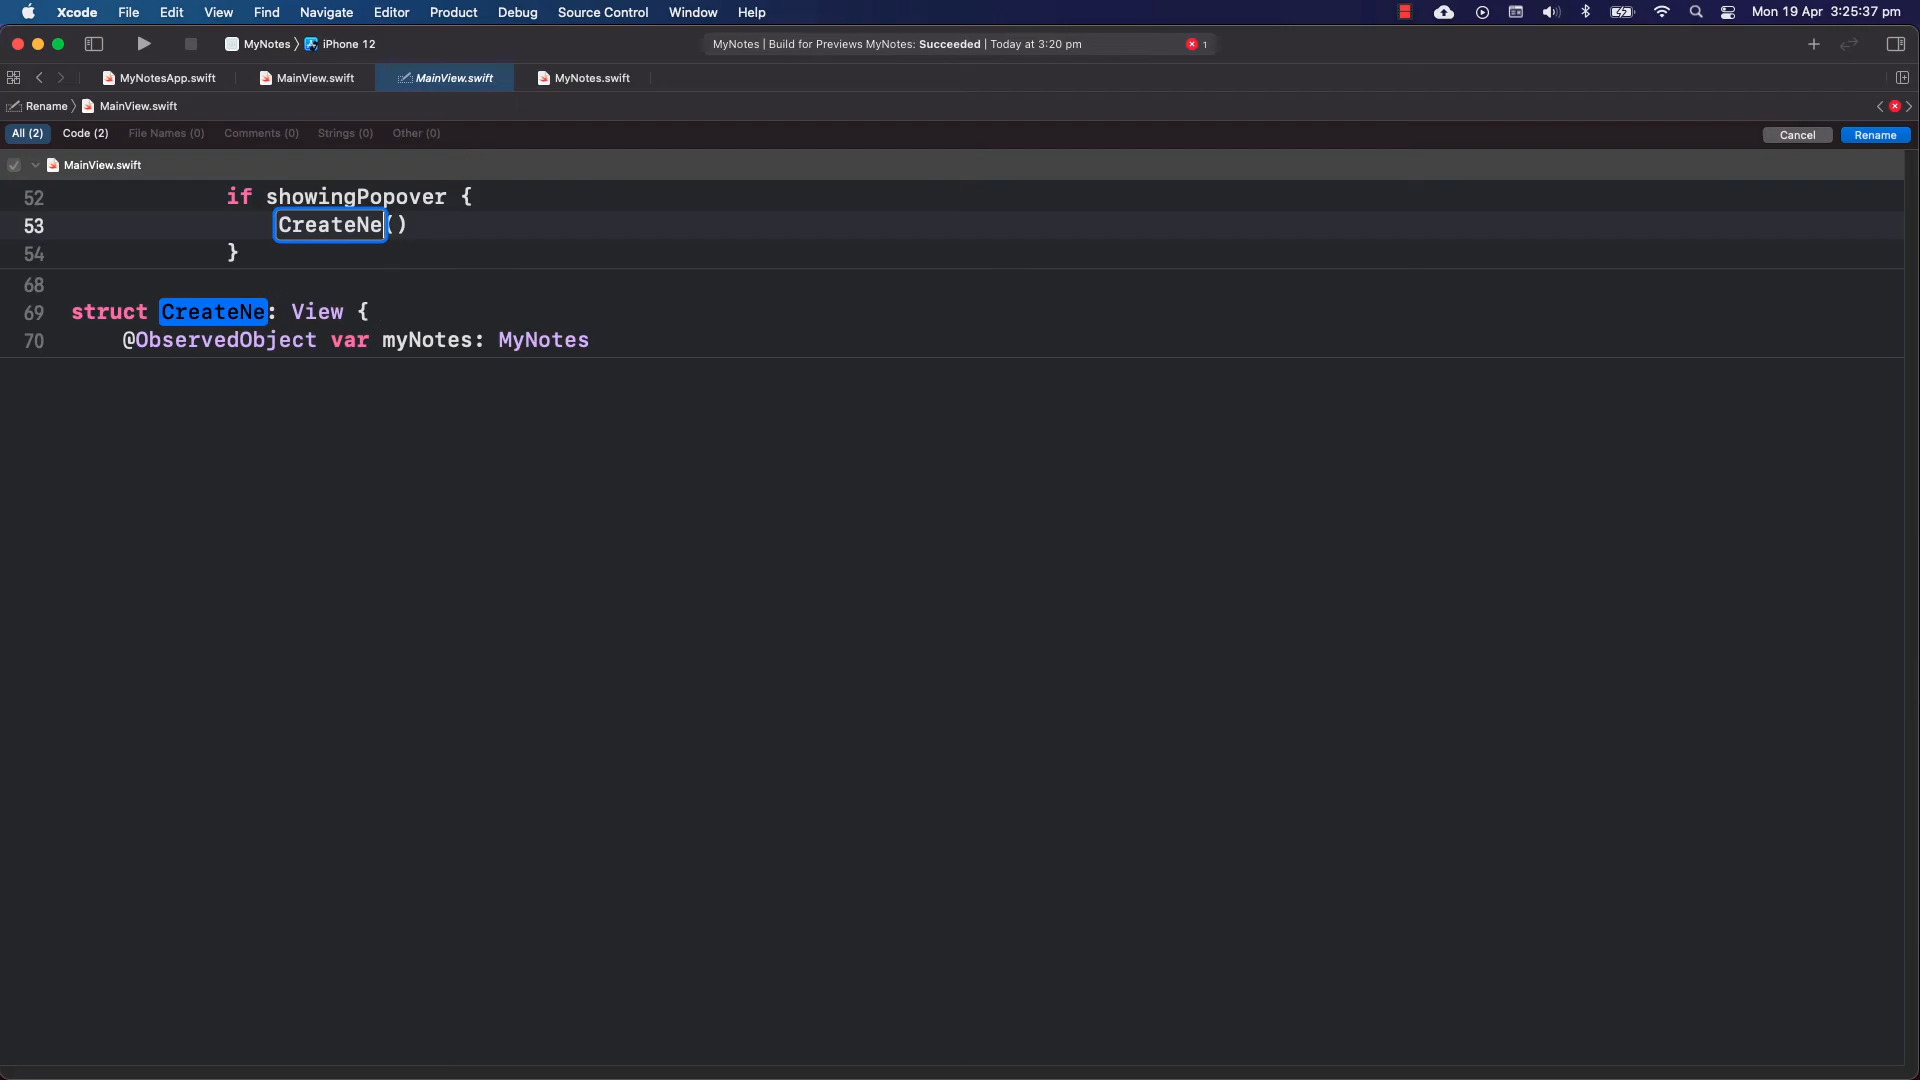 Xcode File Edit View Find Navigate Editor Product Debug Source Control Window Help Mon 19 Apr 3:25:37 pm
MyNotes 〉 iPhone 12 MyNotes | Build for Previews MyNotes: Succeeded | Today at 3:20 pm 1
MyNotesApp.swift MainView.swift MainView.swift MyNotes.swift
Rename 〉 MainView.swift
All (2) Code (2) File Names (0) Comments (0) Strings (0) Other (0) Cancel Rename
MainView.swift
52 if showingPopover {
53 CreateNe()
54 }
68
69 struct CreateNe: View {
70 @ObservedObject var myNotes: MyNotes